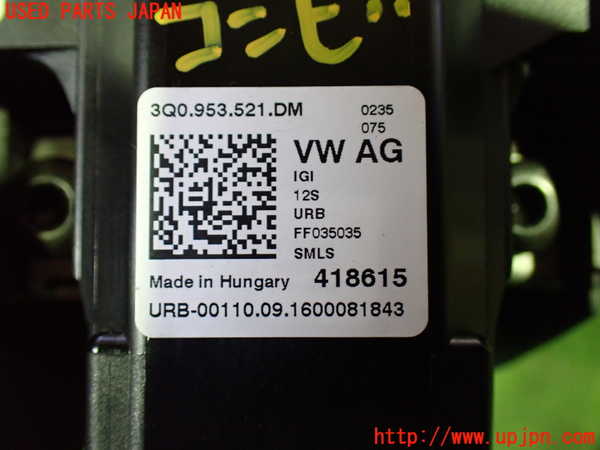 USED PARTS JAPAN
コンビ
3Q0.953.521.DM
0235
075
VW AG
IGI
12S
URB
FF035035
SMLS
Made in Hungary 418615
URB-00110.09.1600081843
http://www.upjpn.com/